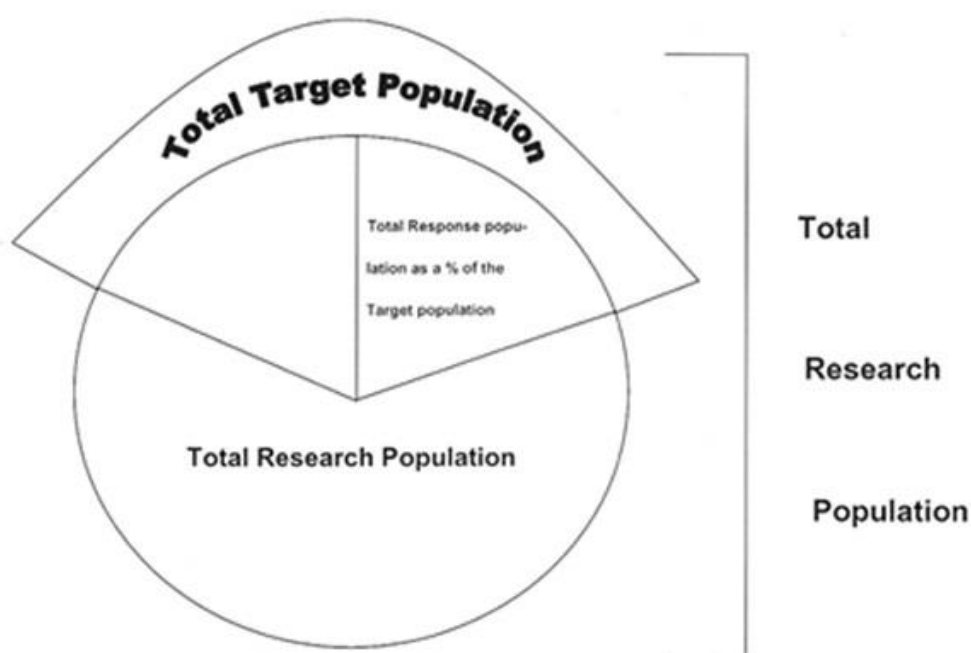 Total Target Population
Total Response popu-
lation as a % of the
Target population
Total Research Population
Total
Research
Population